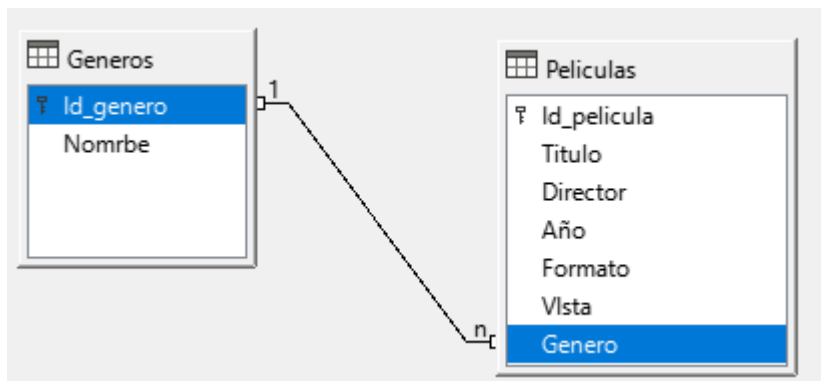 Generos
Id_genero
Nomrbe
1
n
Peliculas
Id_pelicula
Titulo
Director
Año
Formato
VIsta
Genero